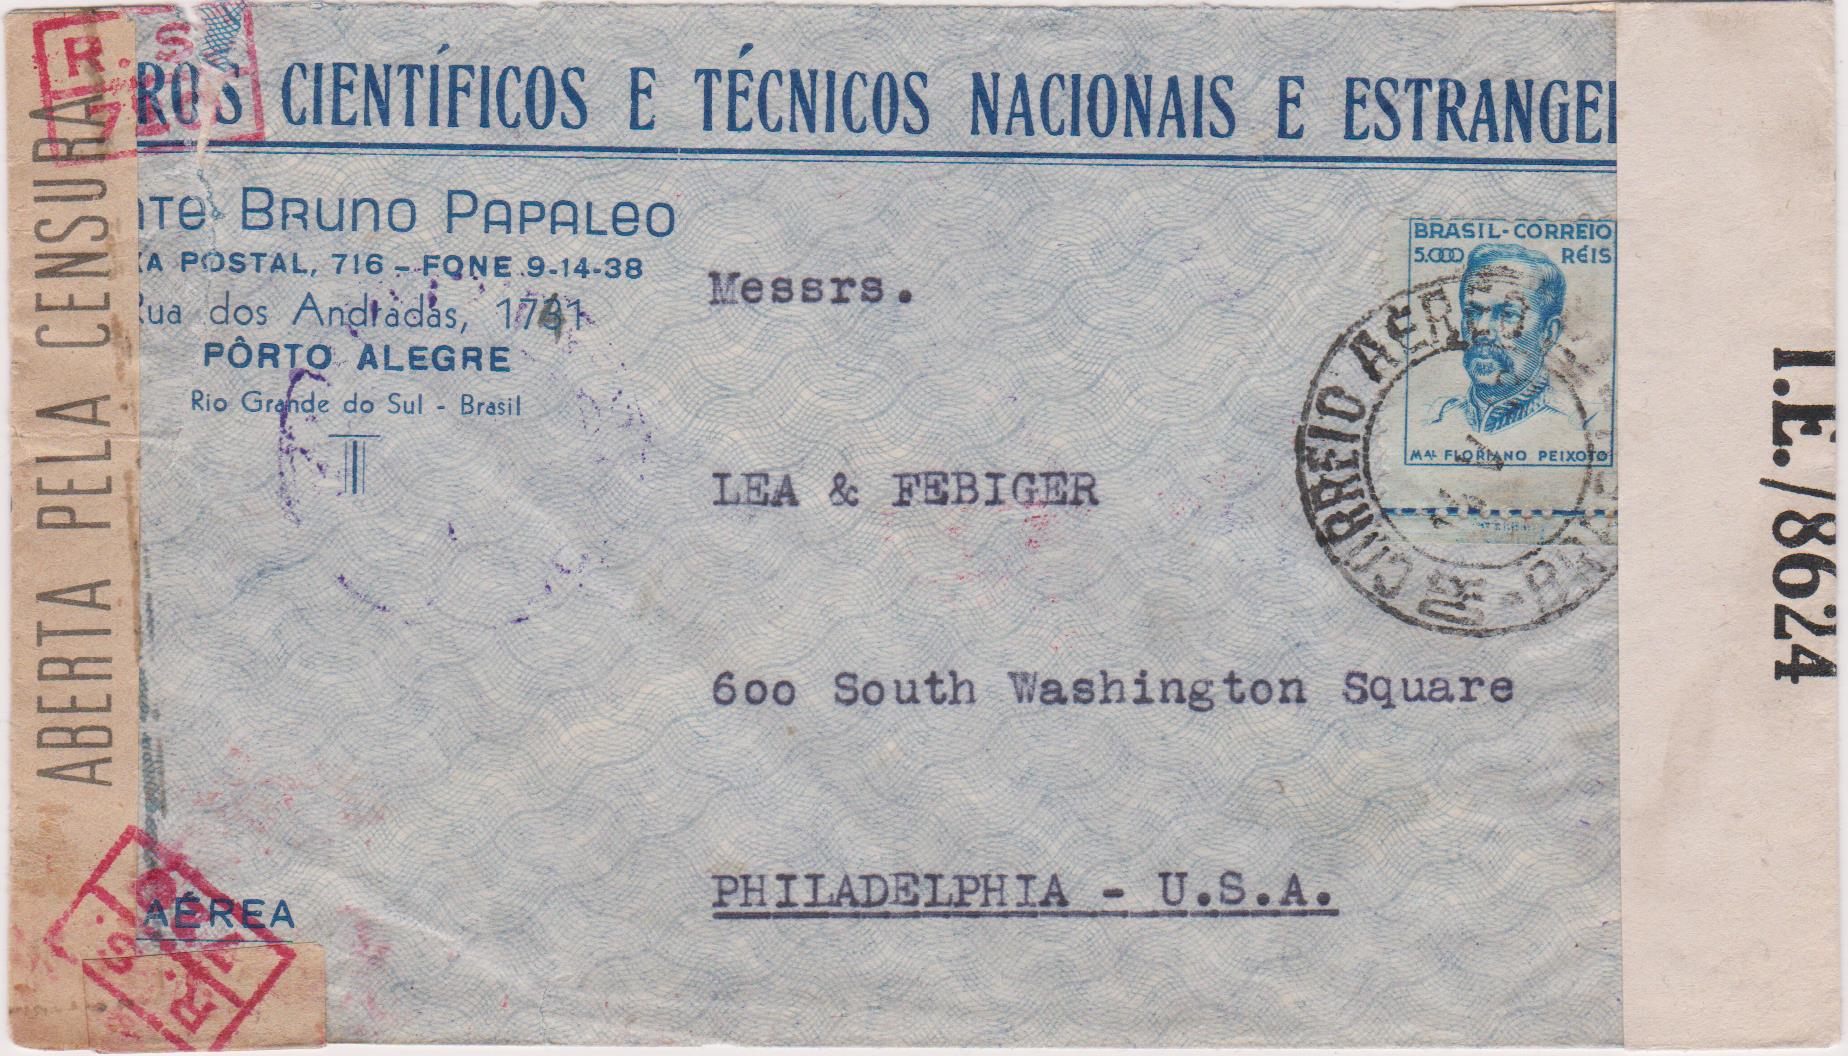 ROS CIENTÍFICOS E TÉCNICOS NACIONAIS E ESTRANGEI
nte Bruno Papaleo
XA POSTAL, 716 – FONE 9-14-38
Rua dos Andradas, 1741
PÔRTO ALEGRE
Rio Grande do Sul - Brasil
AÉREA
ABERTA PELA CENSURA
R. S.
R. S.
Messrs.
LEA & FEBIGER
600 South Washington Square
PHILADELPHIA - U.S.A.
BRASIL-CORREIO
5.000 RÉIS
MAL FLORIANO PEIXOTO
CORREIO AEREO
I.E./8624